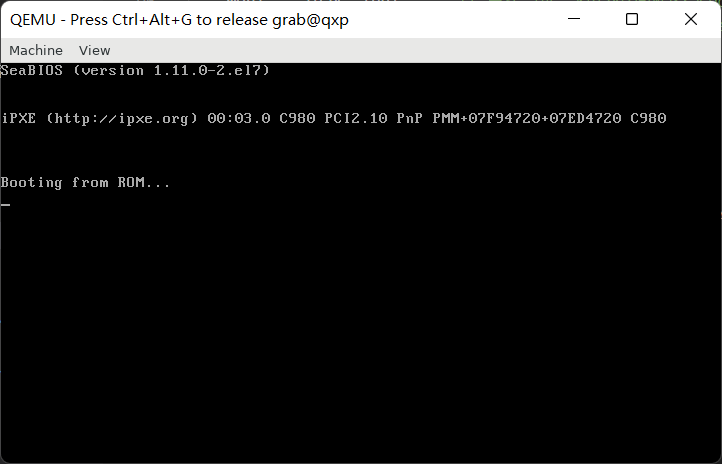 QEMU - Press Ctrl+Alt+G to release grab@qxp
Machine View
SeaBIOS (version 1.11.0-2.el7)
iPXE (http://ipxe.org) 00:03.0 C980 PCI2.10 PnP PMM+07F94720+07ED4720 C980
Booting from ROM...